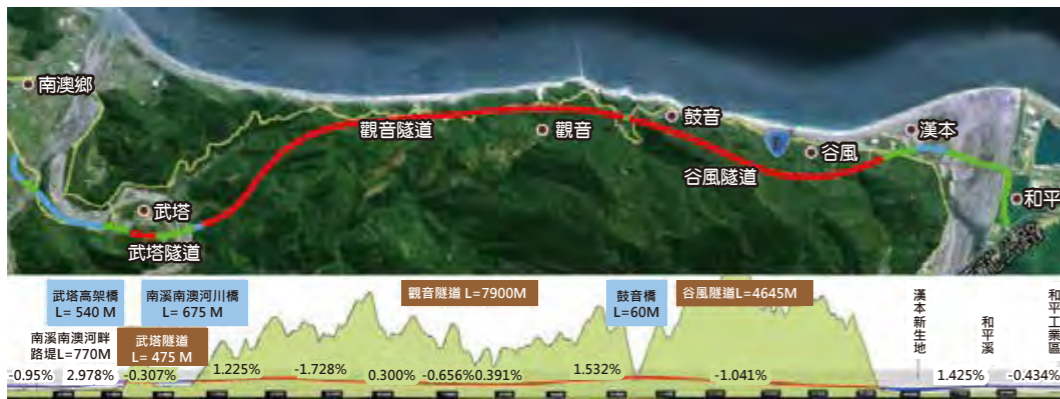 南澳鄉
觀音隧道
觀音
鼓音
漢本
谷風
谷風隧道
和平
武塔
武塔隧道
武塔高架橋
L= 540 M
南溪南澳河川橋
L= 675 M
觀音隧道 L=7900M
鼓音橋
L=60M
谷風隧道L=4645M
漢本新生地
和平溪
和平工業區
南溪南澳河畔
路堤L=770M
武塔隧道
L= 475 M
-0.95%
2.978%
-0.307%
1.225%
-1.728%
0.300%
-0.656%
0.391%
1.532%
-1.041%
1.425%
-0.434%